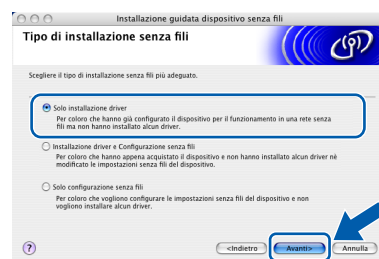 Installazione guidata dispositivo senza fili
Tipo di installazione senza fili
Scegliere il tipo di installazione senza fili più adeguato.
Solo installazione driver
Per coloro che hanno già configurato il dispositivo per il funzionamento in una rete senza
fili ma non hanno installato alcun driver.
Installazione driver e Configurazione senza fili
Per coloro che hanno appena acquistato il dispositivo e non hanno installato alcun driver nè
modificato le impostazioni senza fili del dispositivo.
Solo configurazione senza fili
Per coloro che vogliono configurare le impostazioni senza fili del dispositivo e non
vogliono installare alcun driver.
?
<Indietro
Avanti>
Annulla